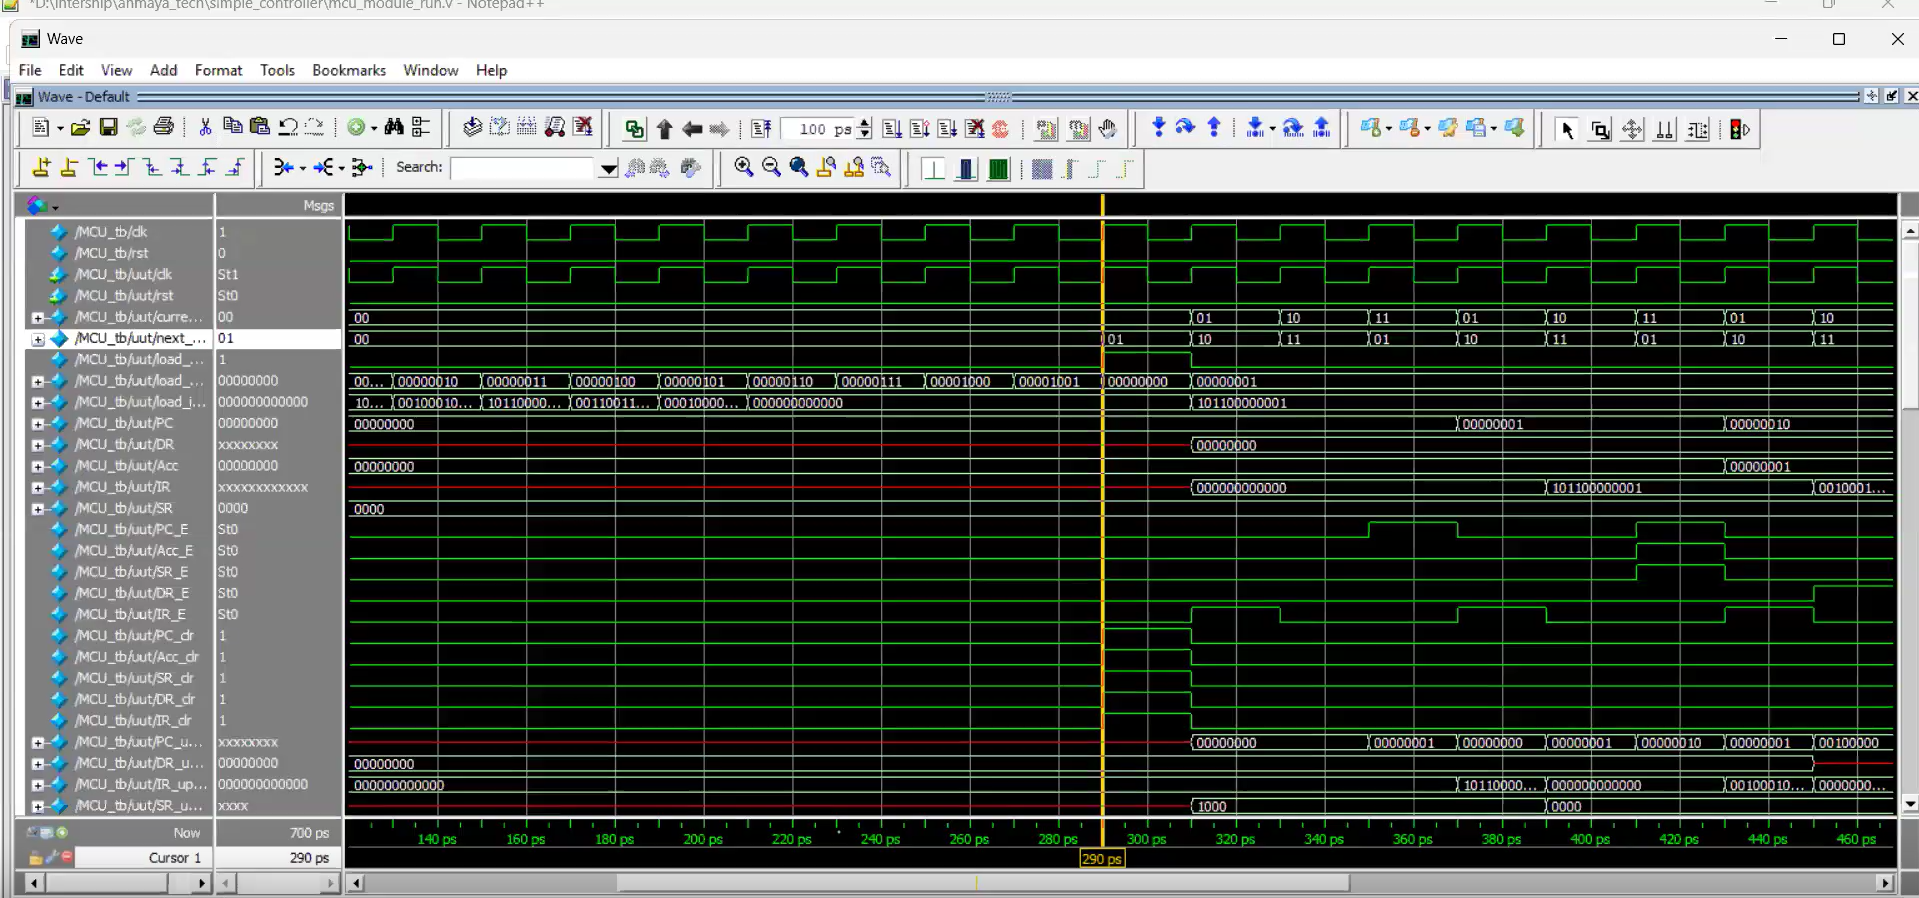 *D:\intership\anmaya_tech\simple_controller\mcu_module_run.v - Notepad++
Wave
File Edit View Add Format Tools Bookmarks Window Help
Wave - Default
100 ps
Search:
Msgs
/MCU_tb/clk 1
/MCU_tb/rst 0
/MCU_tb/uut/clk St1
/MCU_tb/uut/rst St0
/MCU_tb/uut/curre... 00 00 01 10 11 01 10 11 01 10
/MCU_tb/uut/next_... 01 00 01 10 11 01 10 11 01 10 11
/MCU_tb/uut/load_... 1
/MCU_tb/uut/load_... 00000000 00... 00000010 00000011 00000100 00000101 00000110 00000111 00001000 00001001 00000000 00000001
/MCU_tb/uut/load_i... 000000000000 10... 00100010... 10110000... 00110011... 00010000... 000000000000 101100000001
/MCU_tb/uut/PC 00000000 00000000 00000001 00000010
/MCU_tb/uut/DR xxxxxxxx 00000000
/MCU_tb/uut/Acc 00000000 00000000 00000001
/MCU_tb/uut/IR xxxxxxxxxxxx 000000000000 101100000001 0010001...
/MCU_tb/uut/SR 0000 0000
/MCU_tb/uut/PC_E St0
/MCU_tb/uut/Acc_E St0
/MCU_tb/uut/SR_E St0
/MCU_tb/uut/DR_E St0
/MCU_tb/uut/IR_E St0
/MCU_tb/uut/PC_clr 1
/MCU_tb/uut/Acc_clr 1
/MCU_tb/uut/SR_clr 1
/MCU_tb/uut/DR_clr 1
/MCU_tb/uut/IR_clr 1
/MCU_tb/uut/PC_u... xxxxxxxx 00000000 00000001 00000000 00000001 00000010 00000001 00100000
/MCU_tb/uut/DR_u... 00000000 00000000
/MCU_tb/uut/IR_up... 000000000000 000000000000 10110000... 000000000000 00100010... 0000000...
/MCU_tb/uut/SR_u... xxxx 1000 0000
Now 700 ps 140 ps 160 ps 180 ps 200 ps 220 ps 240 ps 260 ps 280 ps 300 ps 320 ps 340 ps 360 ps 380 ps 400 ps 420 ps 440 ps 460 ps
Cursor 1 290 ps 290 ps